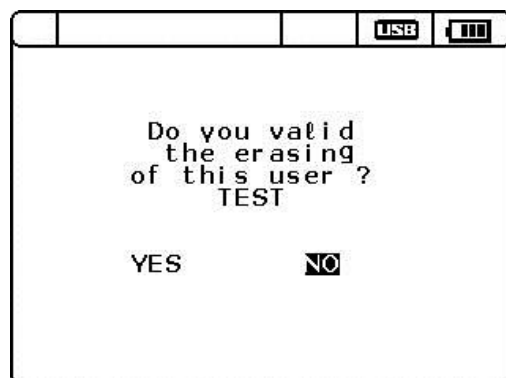 USB
Do you valid
the erasing
of this user ?
TEST
YES NO